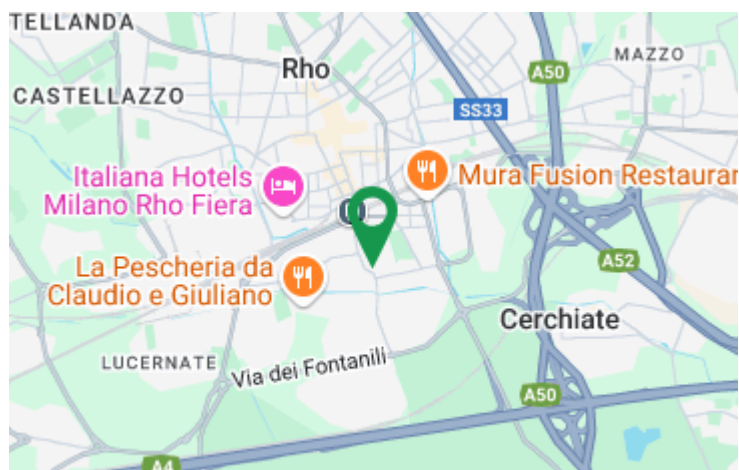 TELLANDA
Rho
MAZZO
A50
CASTELLAZZO
SS33
Italiana Hotels
Milano Rho Fiera
Mura Fusion Restaurar
A52
La Pescheria da
Claudio e Giuliano
Cerchiate
LUCERNATE
Via dei Fontanili
A50
A4